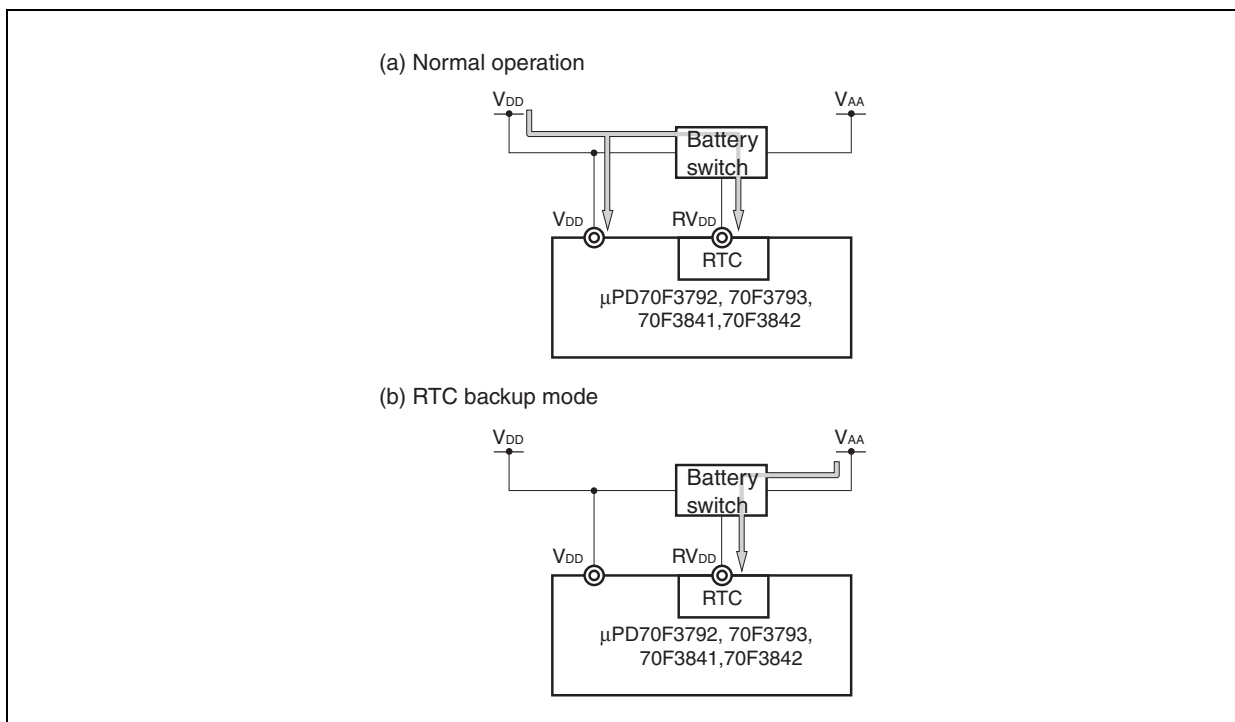 (a) Normal operation
VDD
VAA
Battery
switch
VDD
RVDD
RTC
μPD70F3792, 70F3793,
70F3841,70F3842
(b) RTC backup mode
VDD
VAA
Battery
switch
VDD
RVDD
RTC
μPD70F3792, 70F3793,
70F3841,70F3842